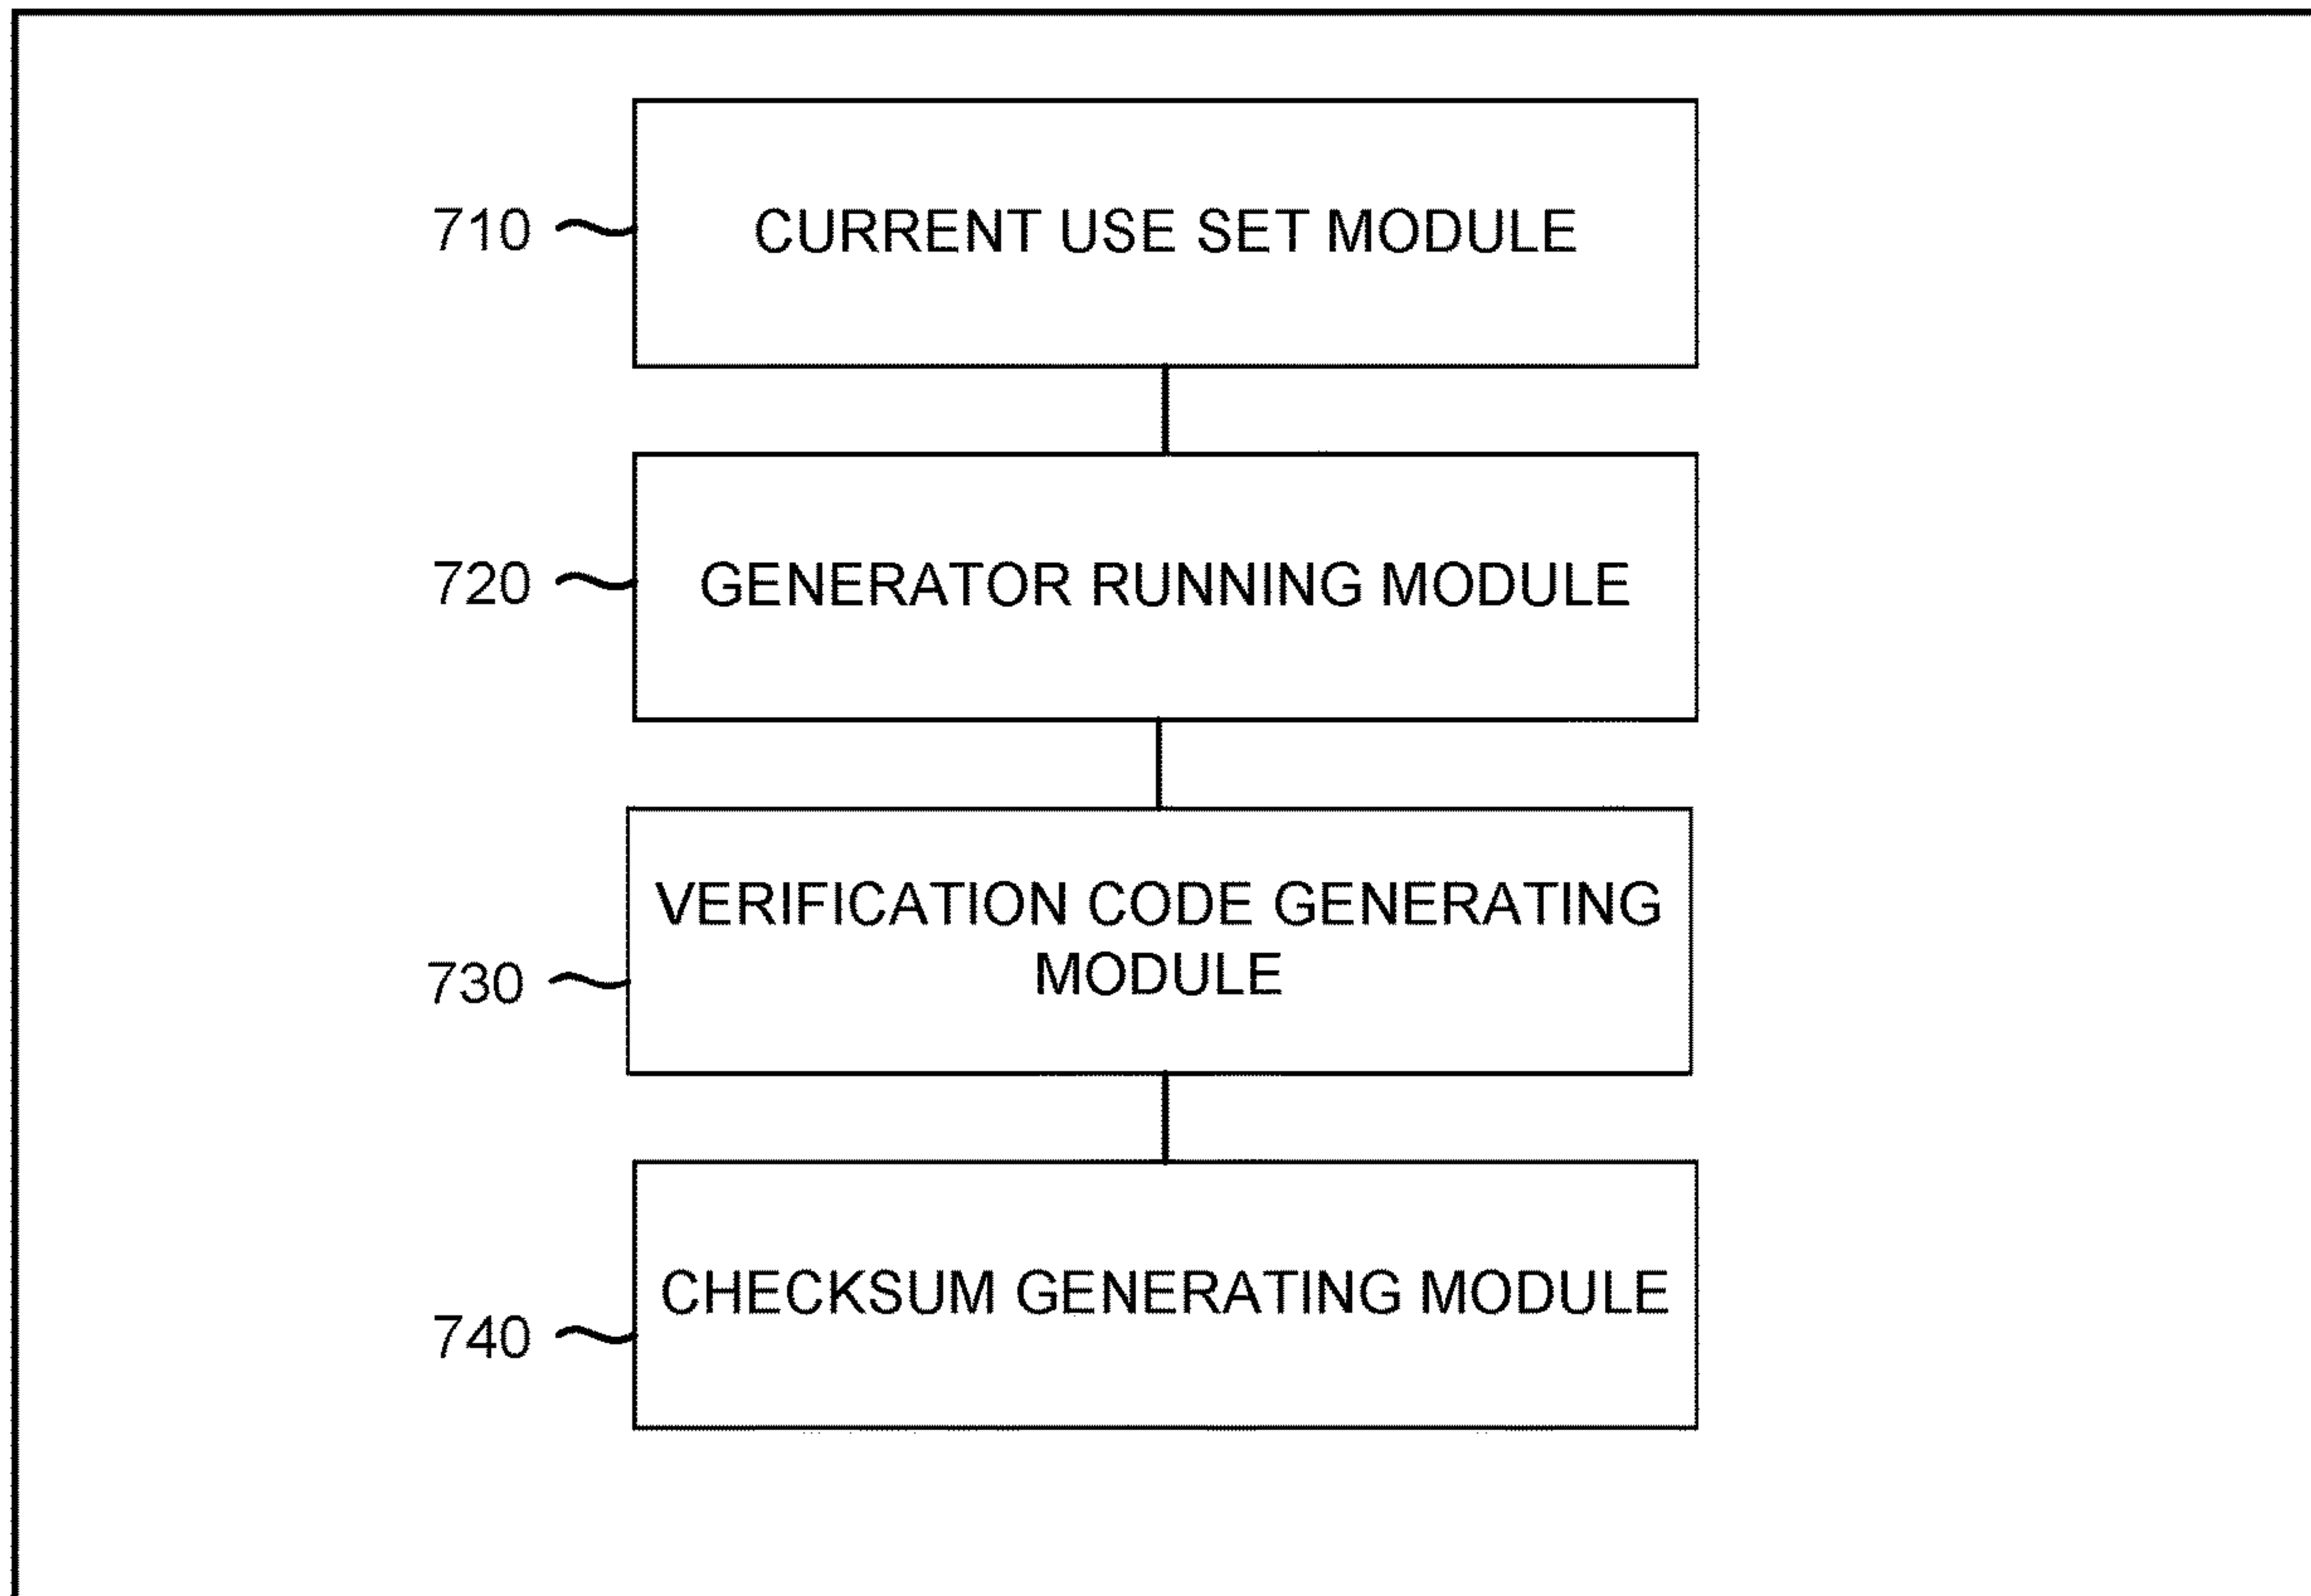 710 CURRENT USE SET MODULE
720 GENERATOR RUNNING MODULE
VERIFICATION CODE GENERATING
730 MODULE
CHECKSUM GENERATING MODULE
740